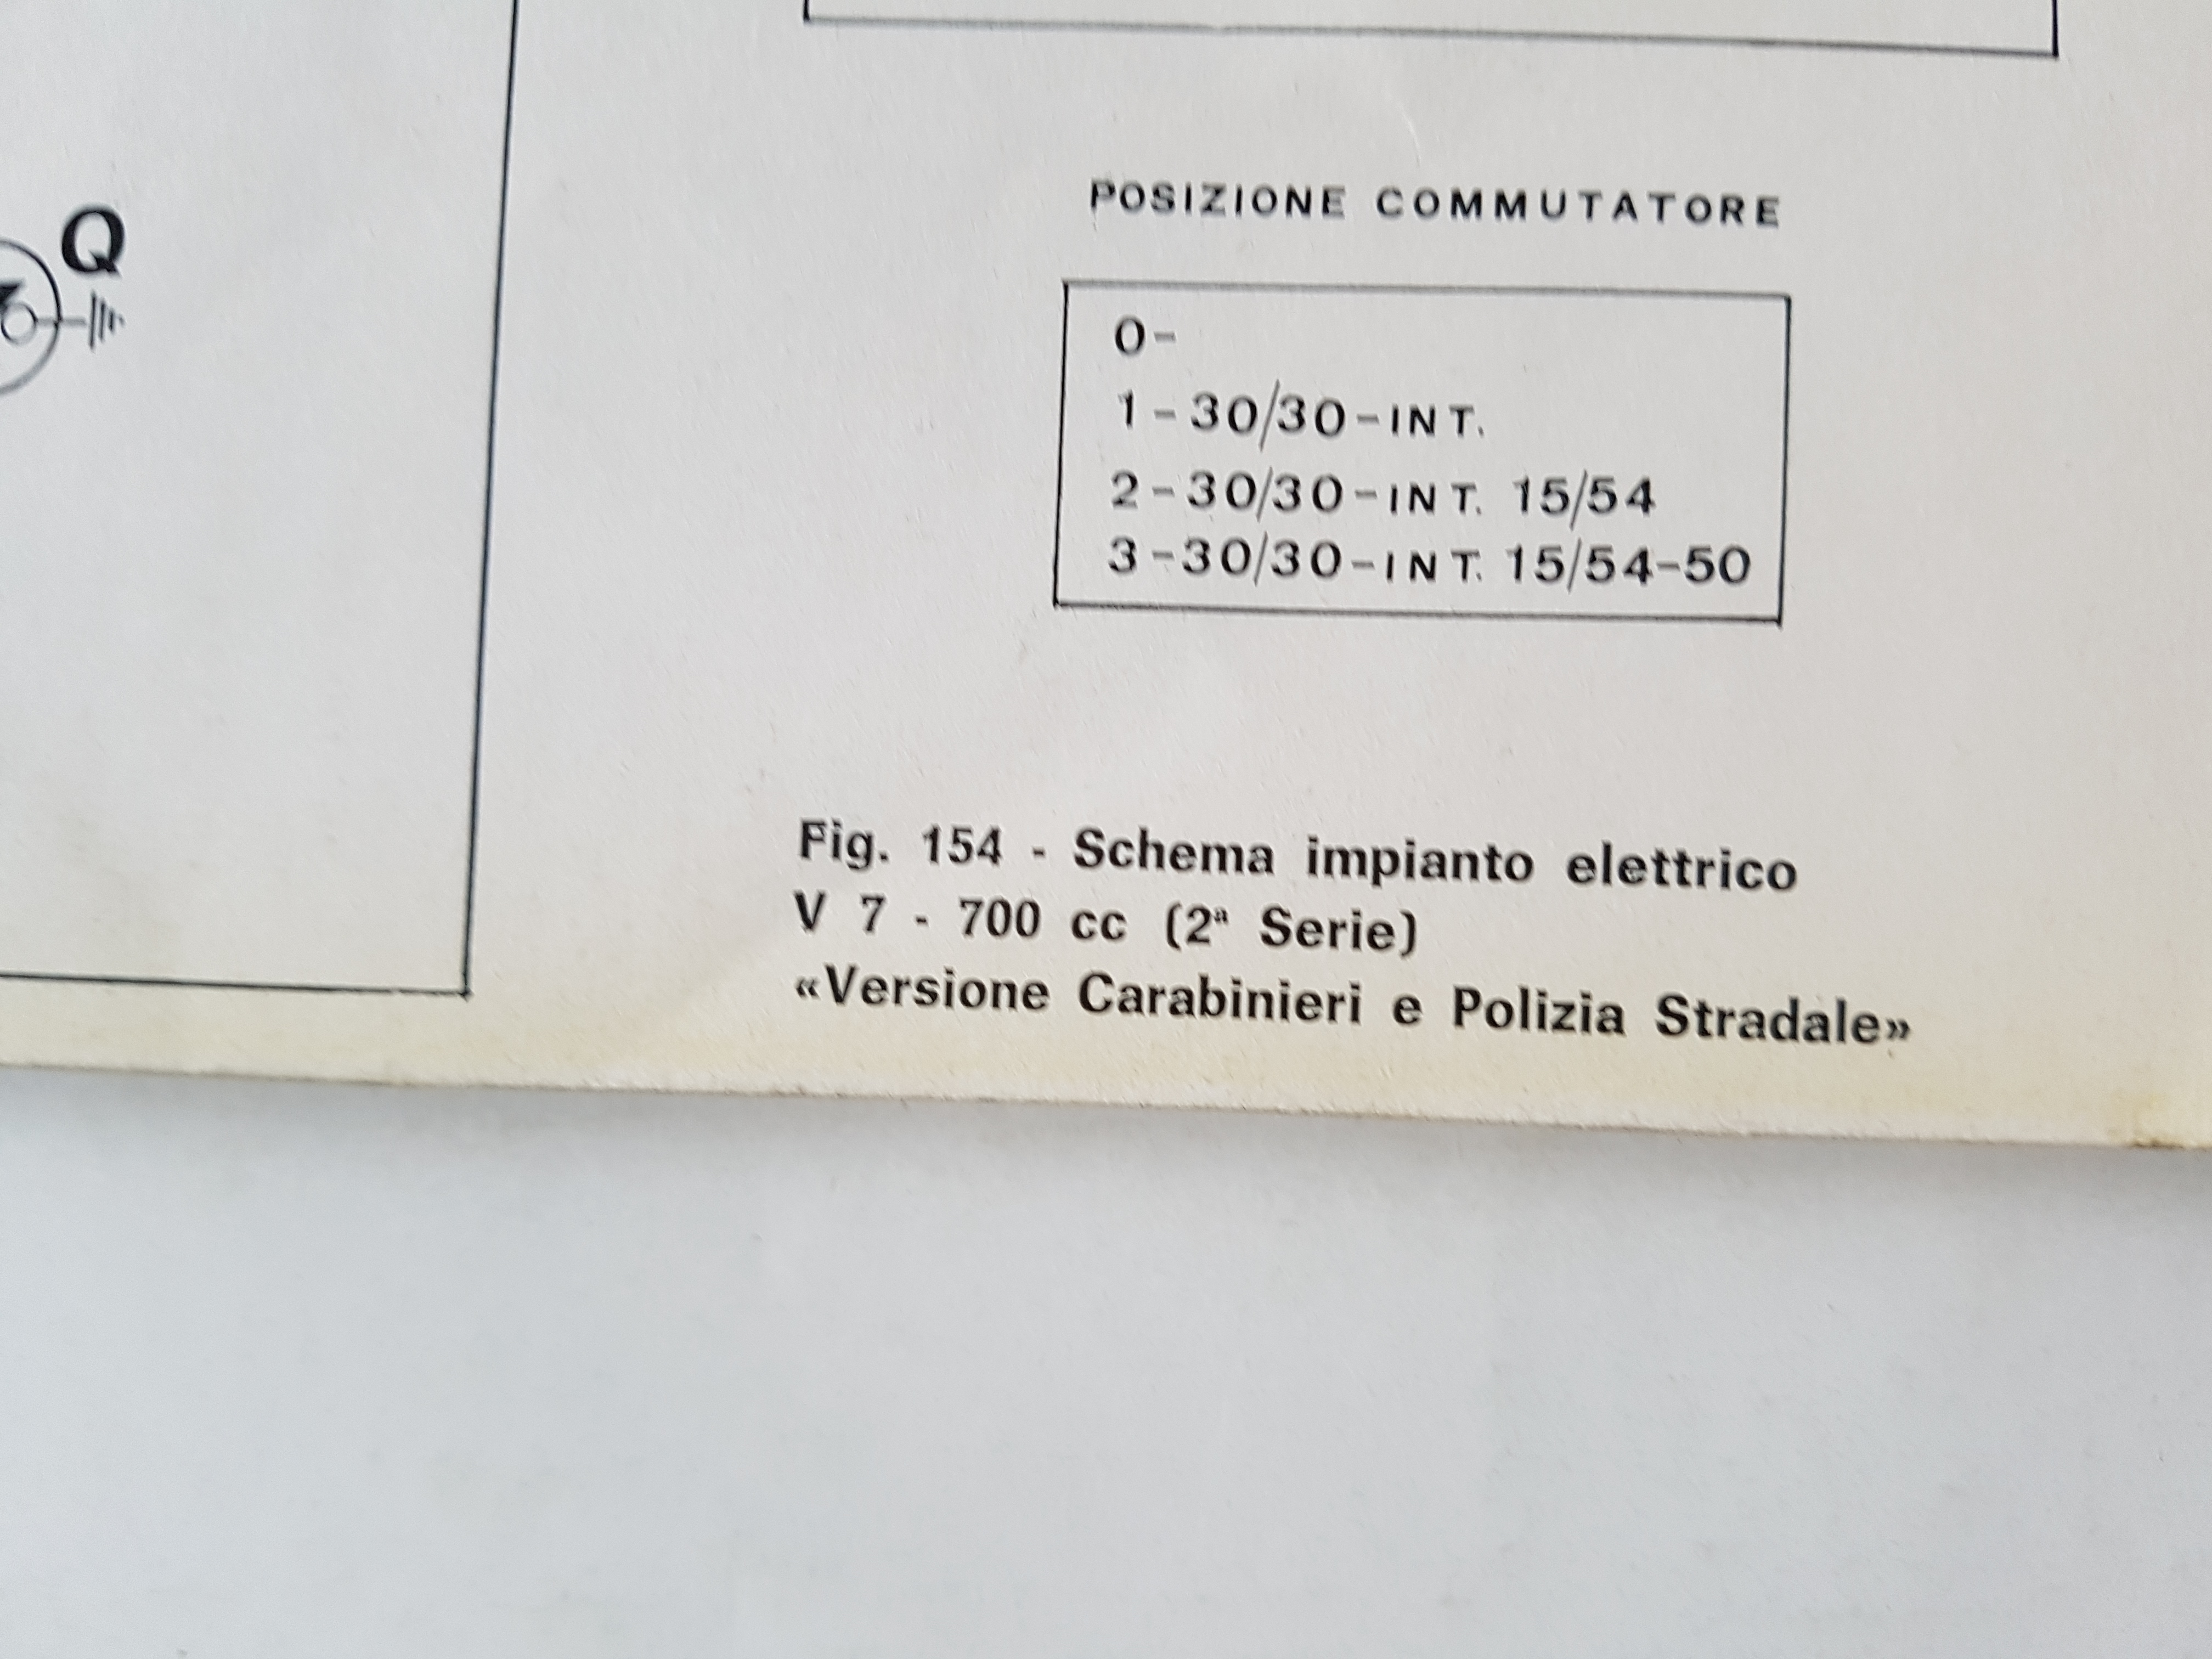 Q
POSIZIONE COMMUTATORE
0-
1-30/30-INT.
2-30/30-INT. 15/54
3-30/30-INT. 15/54-50
Fig. 154 - Schema impianto elettrico
V 7 - 700 cc (2ª Serie)
«Versione Carabinieri e Polizia Stradale»